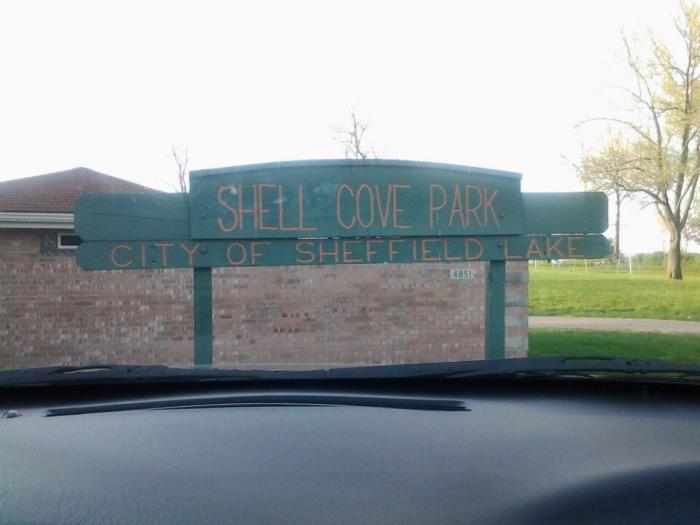 SHELL COVE PARK
CITY OF SHEFFIELD LAKE
4851